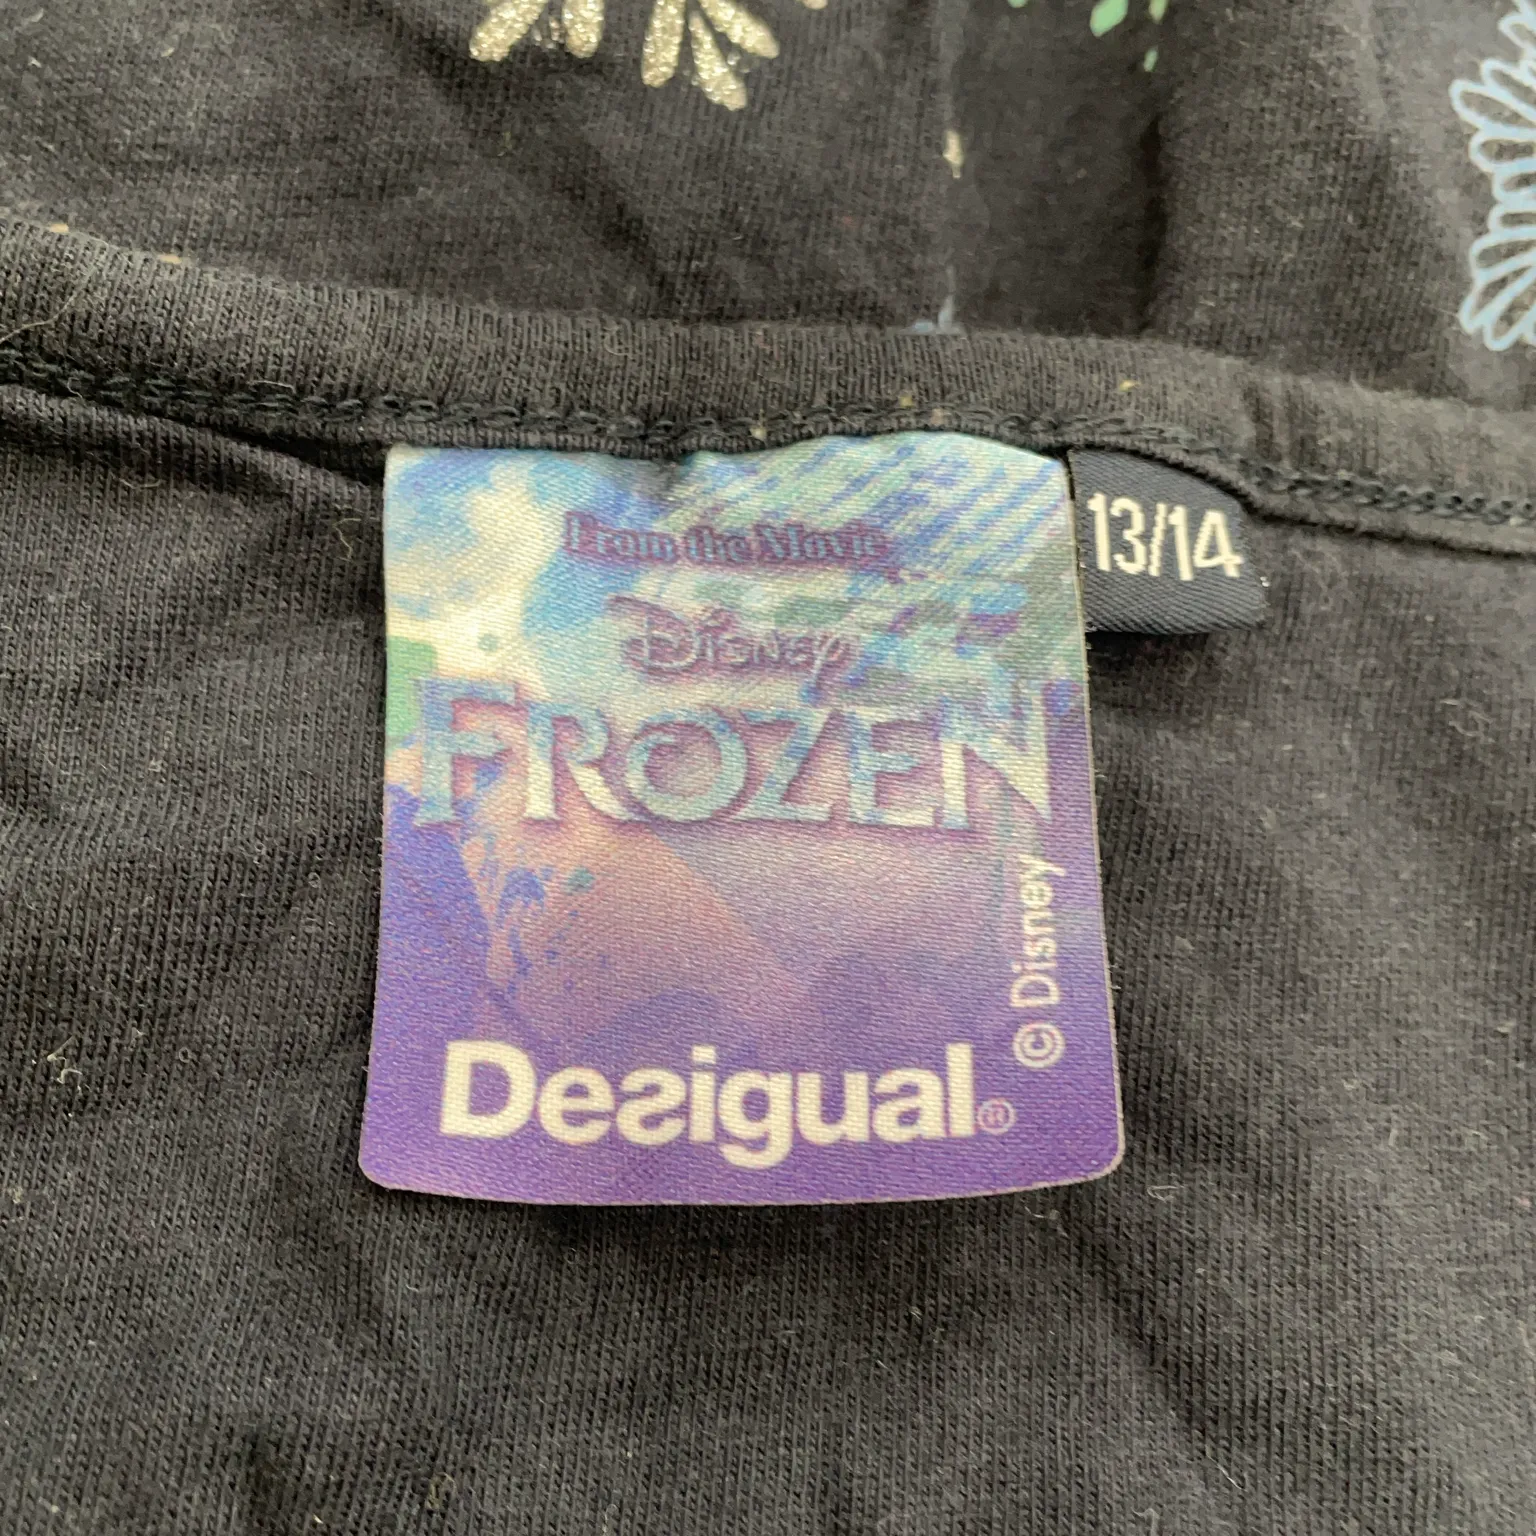 From the Movie
Disney
FROZEN
© Disney
Desigual®
13/14